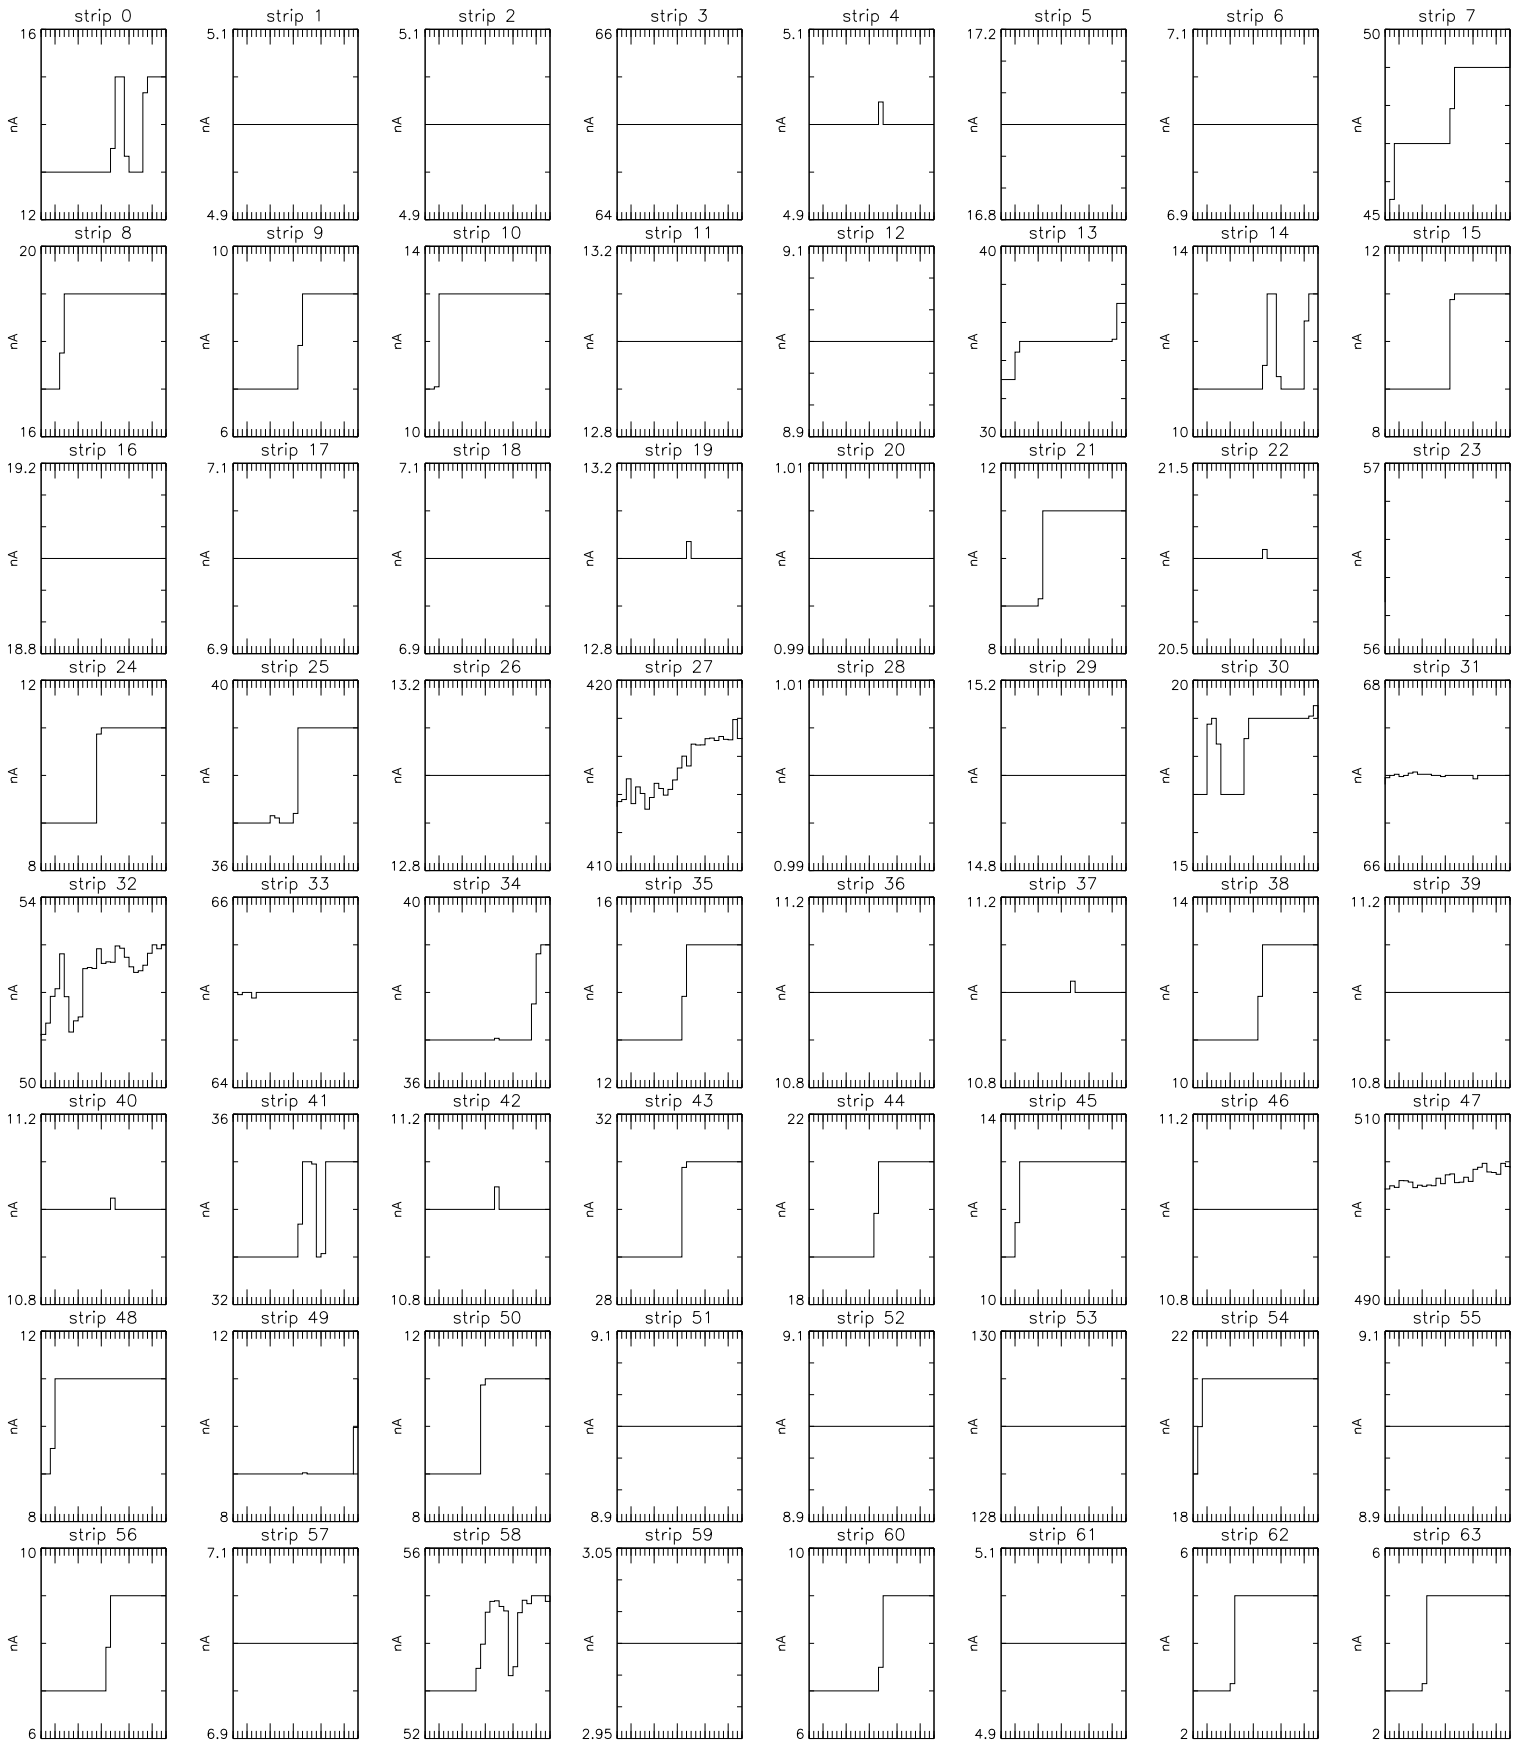 strip 0 strip 1 strip 2 strip 3 strip 4 strip 5 strip 6 strip 7
16 5.1 5.1 66 5.1 17.2 7.1 50
nA nA nA nA nA nA nA nA
12 4.9 4.9 64 4.9 16.8 6.9 45
strip 8 strip 9 strip 10 strip 11 strip 12 strip 13 strip 14 strip 15
20 10 14 13.2 9.1 40 14 12
nA nA nA nA nA nA nA nA
16 6 10 12.8 8.9 30 10 8
strip 16 strip 17 strip 18 strip 19 strip 20 strip 21 strip 22 strip 23
19.2 7.1 7.1 13.2 1.01 12 21.5 57
nA nA nA nA nA nA nA nA
18.8 6.9 6.9 12.8 0.99 8 20.5 56
strip 24 strip 25 strip 26 strip 27 strip 28 strip 29 strip 30 strip 31
12 40 13.2 420 1.01 15.2 20 68
nA nA nA nA nA nA nA nA
8 36 12.8 410 0.99 14.8 15 66
strip 32 strip 33 strip 34 strip 35 strip 36 strip 37 strip 38 strip 39
54 66 40 16 11.2 11.2 14 11.2
nA nA nA nA nA nA nA nA
50 64 36 12 10.8 10.8 10 10.8
strip 40 strip 41 strip 42 strip 43 strip 44 strip 45 strip 46 strip 47
11.2 36 11.2 32 22 14 11.2 510
nA nA nA nA nA nA nA nA
10.8 32 10.8 28 18 10 10.8 490
strip 48 strip 49 strip 50 strip 51 strip 52 strip 53 strip 54 strip 55
12 12 12 9.1 9.1 130 22 9.1
nA nA nA nA nA nA nA nA
8 8 8 8.9 8.9 128 18 8.9
strip 56 strip 57 strip 58 strip 59 strip 60 strip 61 strip 62 strip 63
10 7.1 56 3.05 10 5.1 6 6
nA nA nA nA nA nA nA nA
6 6.9 52 2.95 6 4.9 2 2